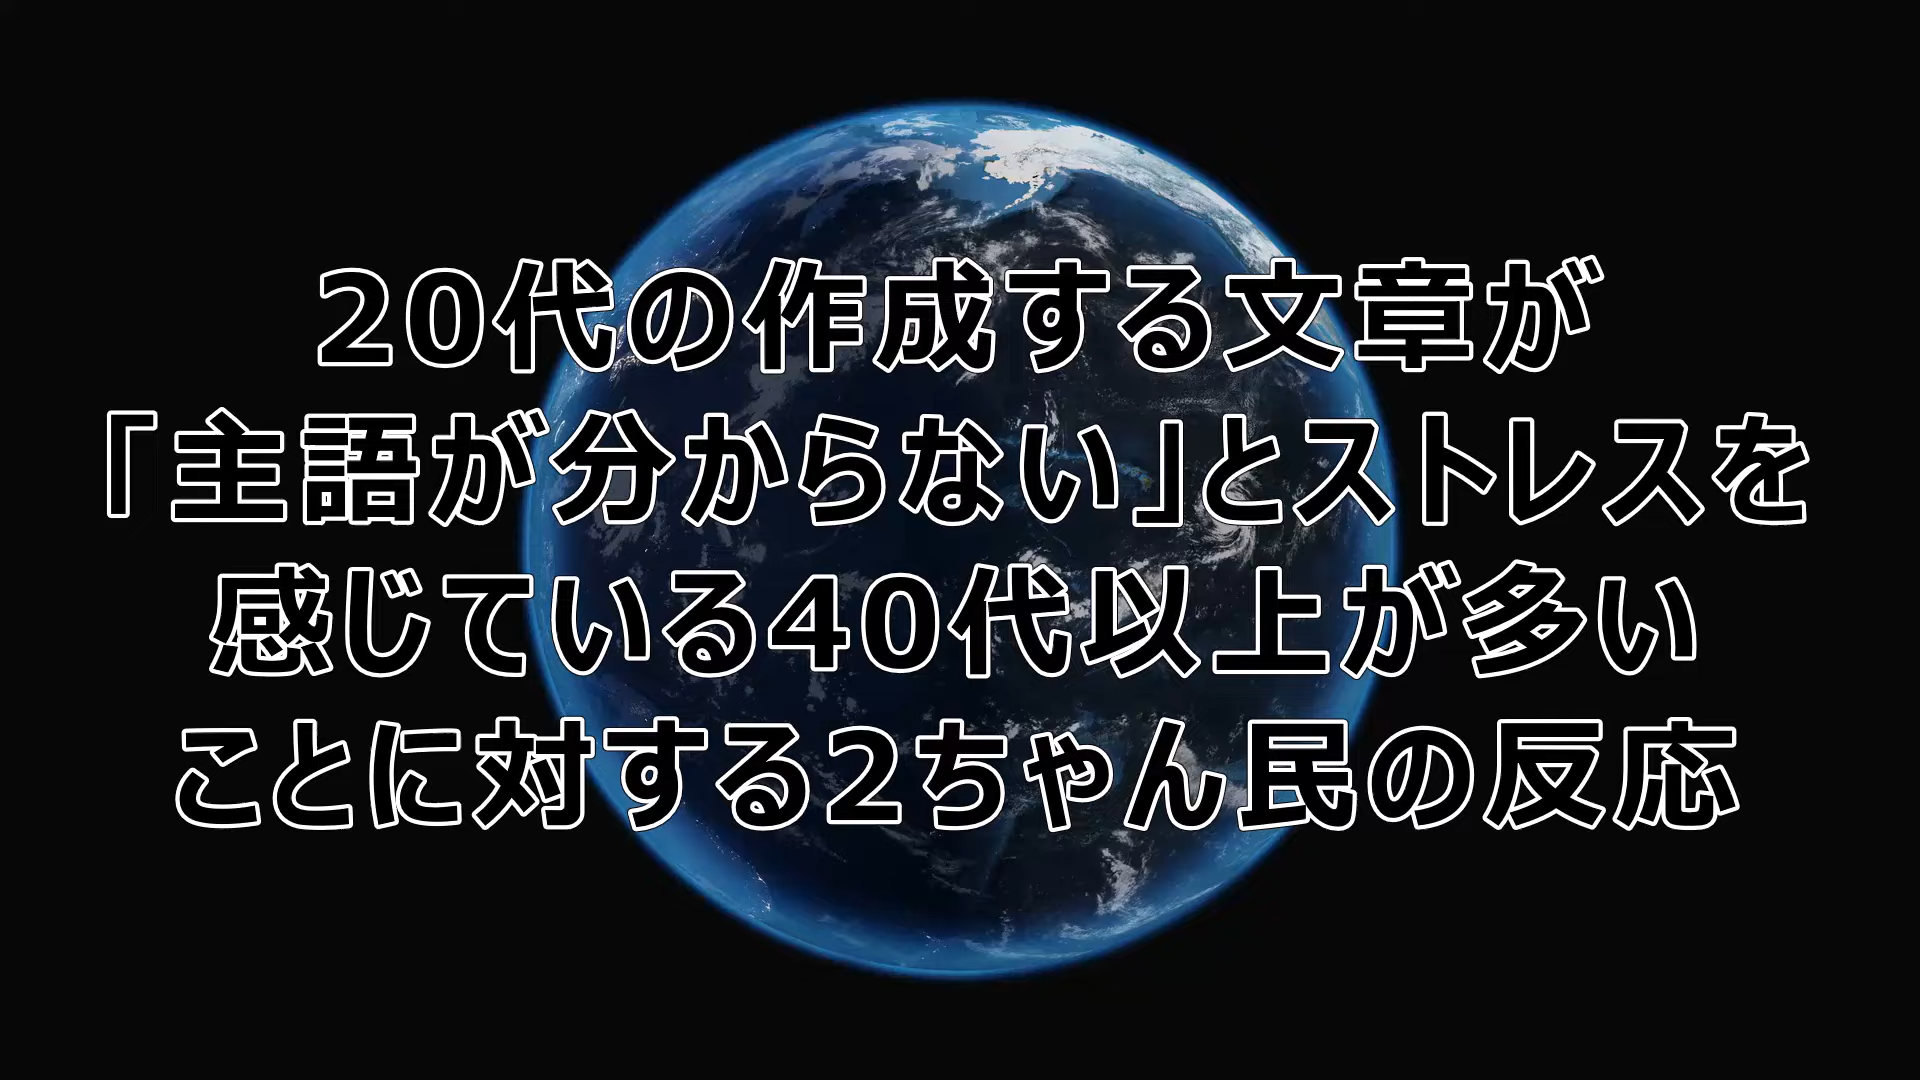 20代の作成する文章が
「主語が分からない」とストレスを
感じている40代以上が多い
ことに対する2ちゃん民の反応